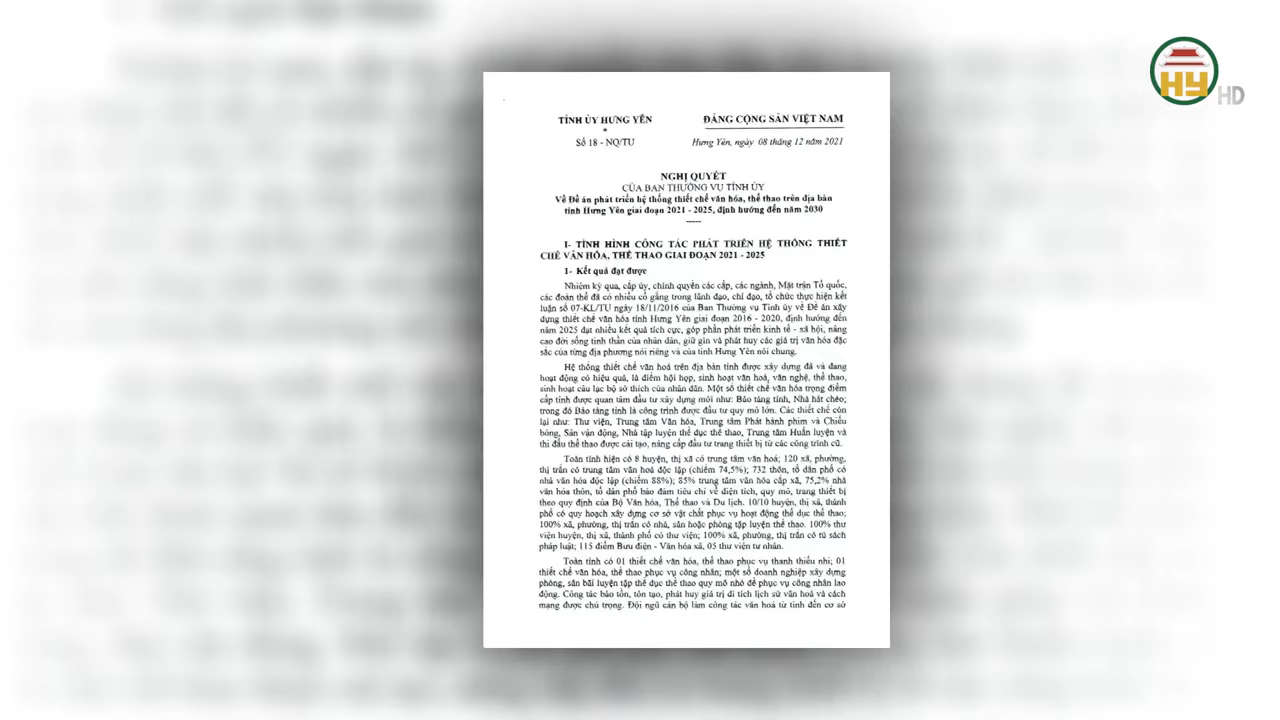 HY HD
TỈNH ỦY HƯNG YÊN
*
Số 18 - NQ/TU
ĐẢNG CỘNG SẢN VIỆT NAM
Hưng Yên, ngày 08 tháng 12 năm 2021
NGHỊ QUYẾT
CỦA BAN THƯỜNG VỤ TỈNH ỦY
Về Đề án phát triển hệ thống thiết chế văn hóa, thể thao trên địa bàn
tỉnh Hưng Yên giai đoạn 2021 - 2025, định hướng đến năm 2030
I- TÌNH HÌNH CÔNG TÁC PHÁT TRIỂN HỆ THỐNG THIẾT
CHẾ VĂN HÓA, THỂ THAO GIAI ĐOẠN 2021 - 2025
1- Kết quả đạt được
Nhiệm kỳ qua, cấp ủy, chính quyền các cấp, các ngành, Mặt trận Tổ quốc,
các đoàn thể đã có nhiều cố gắng trong lãnh đạo, chỉ đạo, tổ chức thực hiện kết
luận số 07-KL/TU ngày 18/11/2016 của Ban Thường vụ Tỉnh ủy về Đề án xây
dựng thiết chế văn hóa tỉnh Hưng Yên giai đoạn 2016 - 2020, định hướng đến
năm 2025 đạt nhiều kết quả tích cực, góp phần phát triển kinh tế - xã hội, nâng
cao đời sống tinh thần của nhân dân, giữ gìn và phát huy các giá trị văn hóa đặc
sắc của từng địa phương nói riêng và của tỉnh Hưng Yên nói chung.
Hệ thống thiết chế văn hoá trên địa bàn tỉnh được xây dựng đã và đang
hoạt động có hiệu quả, là điểm hội họp, sinh hoạt văn hoá, văn nghệ, thể thao,
sinh hoạt câu lạc bộ sở thích của nhân dân. Một số thiết chế văn hóa trọng điểm
cấp tỉnh được quan tâm đầu tư xây dựng mới như: Bảo tàng tỉnh, Nhà hát chèo;
trong đó Bảo tàng tỉnh là công trình được đầu tư quy mô lớn. Các thiết chế còn
lại như: Thư viện, Trung tâm Văn hóa, Trung tâm Phát hành phim và Chiếu
bóng, Sân vận động, Nhà tập luyện thể dục thể thao, Trung tâm Huấn luyện và
thi đấu thể thao được cải tạo, nâng cấp đầu tư trang thiết bị từ các công trình cũ.
Toàn tỉnh hiện có 8 huyện, thị xã có trung tâm văn hoá; 120 xã, phường,
thị trấn có trung tâm văn hoá độc lập (chiếm 74,5%); 732 thôn, tổ dân phố có
nhà văn hóa độc lập (chiếm 88%); 85% trung tâm văn hóa cấp xã, 75,2% nhà
văn hóa thôn, tổ dân phố bảo đảm tiêu chí về diện tích, quy mô, trang thiết bị
theo quy định của Bộ Văn hóa, Thể thao và Du lịch. 10/10 huyện, thị xã, thành
phố có quy hoạch xây dựng cơ sở vật chất phục vụ hoạt động thể dục thể thao;
100% xã, phường, thị trấn có nhà, sân hoặc phòng tập luyện thể thao. 100% thư
viện huyện, thị xã, thành phố có thư viện; 100% xã, phường, thị trấn có tủ sách
pháp luật; 115 điểm Bưu điện - Văn hóa xã, 05 thư viện tư nhân.
Toàn tỉnh có 01 thiết chế văn hóa, thể thao phục vụ thanh thiếu nhi; 01
thiết chế văn hóa, thể thao phục vụ công nhân; một số doanh nghiệp xây dựng
phòng, sân bãi luyện tập thể dục thể thao quy mô nhỏ để phục vụ công nhân lao
động. Công tác bảo tồn, tôn tạo, phát huy giá trị di tích lịch sử văn hoá và cách
mạng được chú trọng. Đội ngũ cán bộ làm công tác văn hoá từ tỉnh đến cơ sở